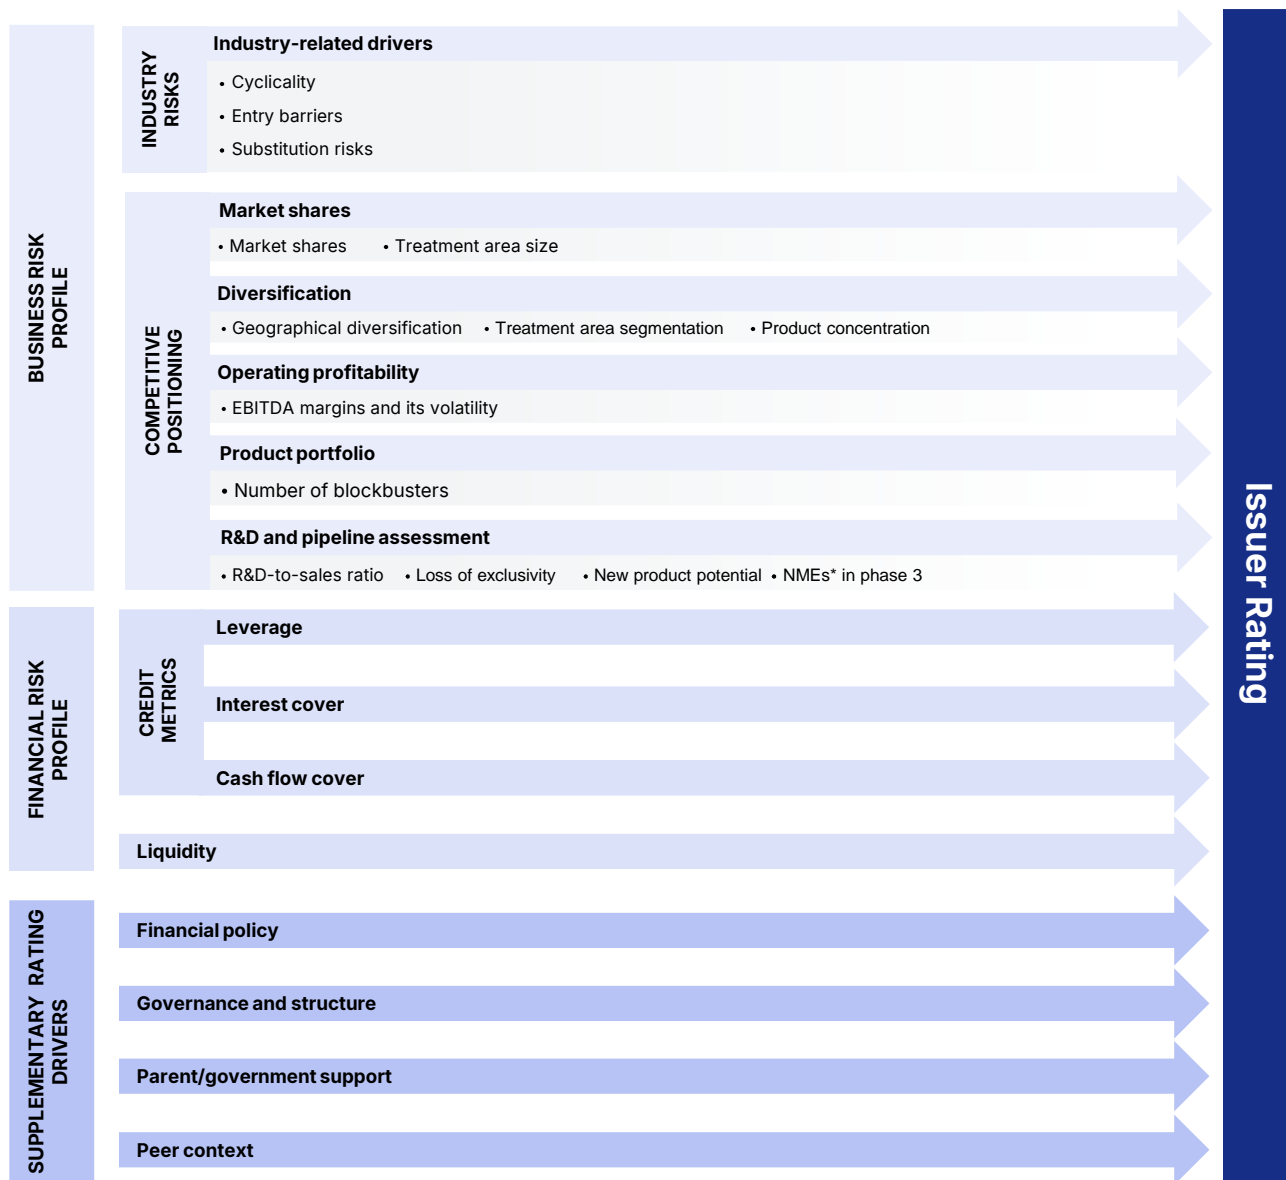 BUSINESS RISK
PROFILE
INDUSTRY
RISKS
Industry-related drivers
• Cyclicality
• Entry barriers
• Substitution risks
COMPETITIVE
POSITIONING
Market shares
• Market shares • Treatment area size
Diversification
• Geographical diversification • Treatment area segmentation • Product concentration
Operating profitability
• EBITDA margins and its volatility
Product portfolio
• Number of blockbusters
R&D and pipeline assessment
• R&D-to-sales ratio • Loss of exclusivity • New product potential • NMEs* in phase 3
FINANCIAL RISK
PROFILE
CREDIT
METRICS
Leverage
Interest cover
Cash flow cover
Liquidity
SUPPLEMENTARY RATING
DRIVERS
Financial policy
Governance and structure
Parent/government support
Peer context
Issuer Rating